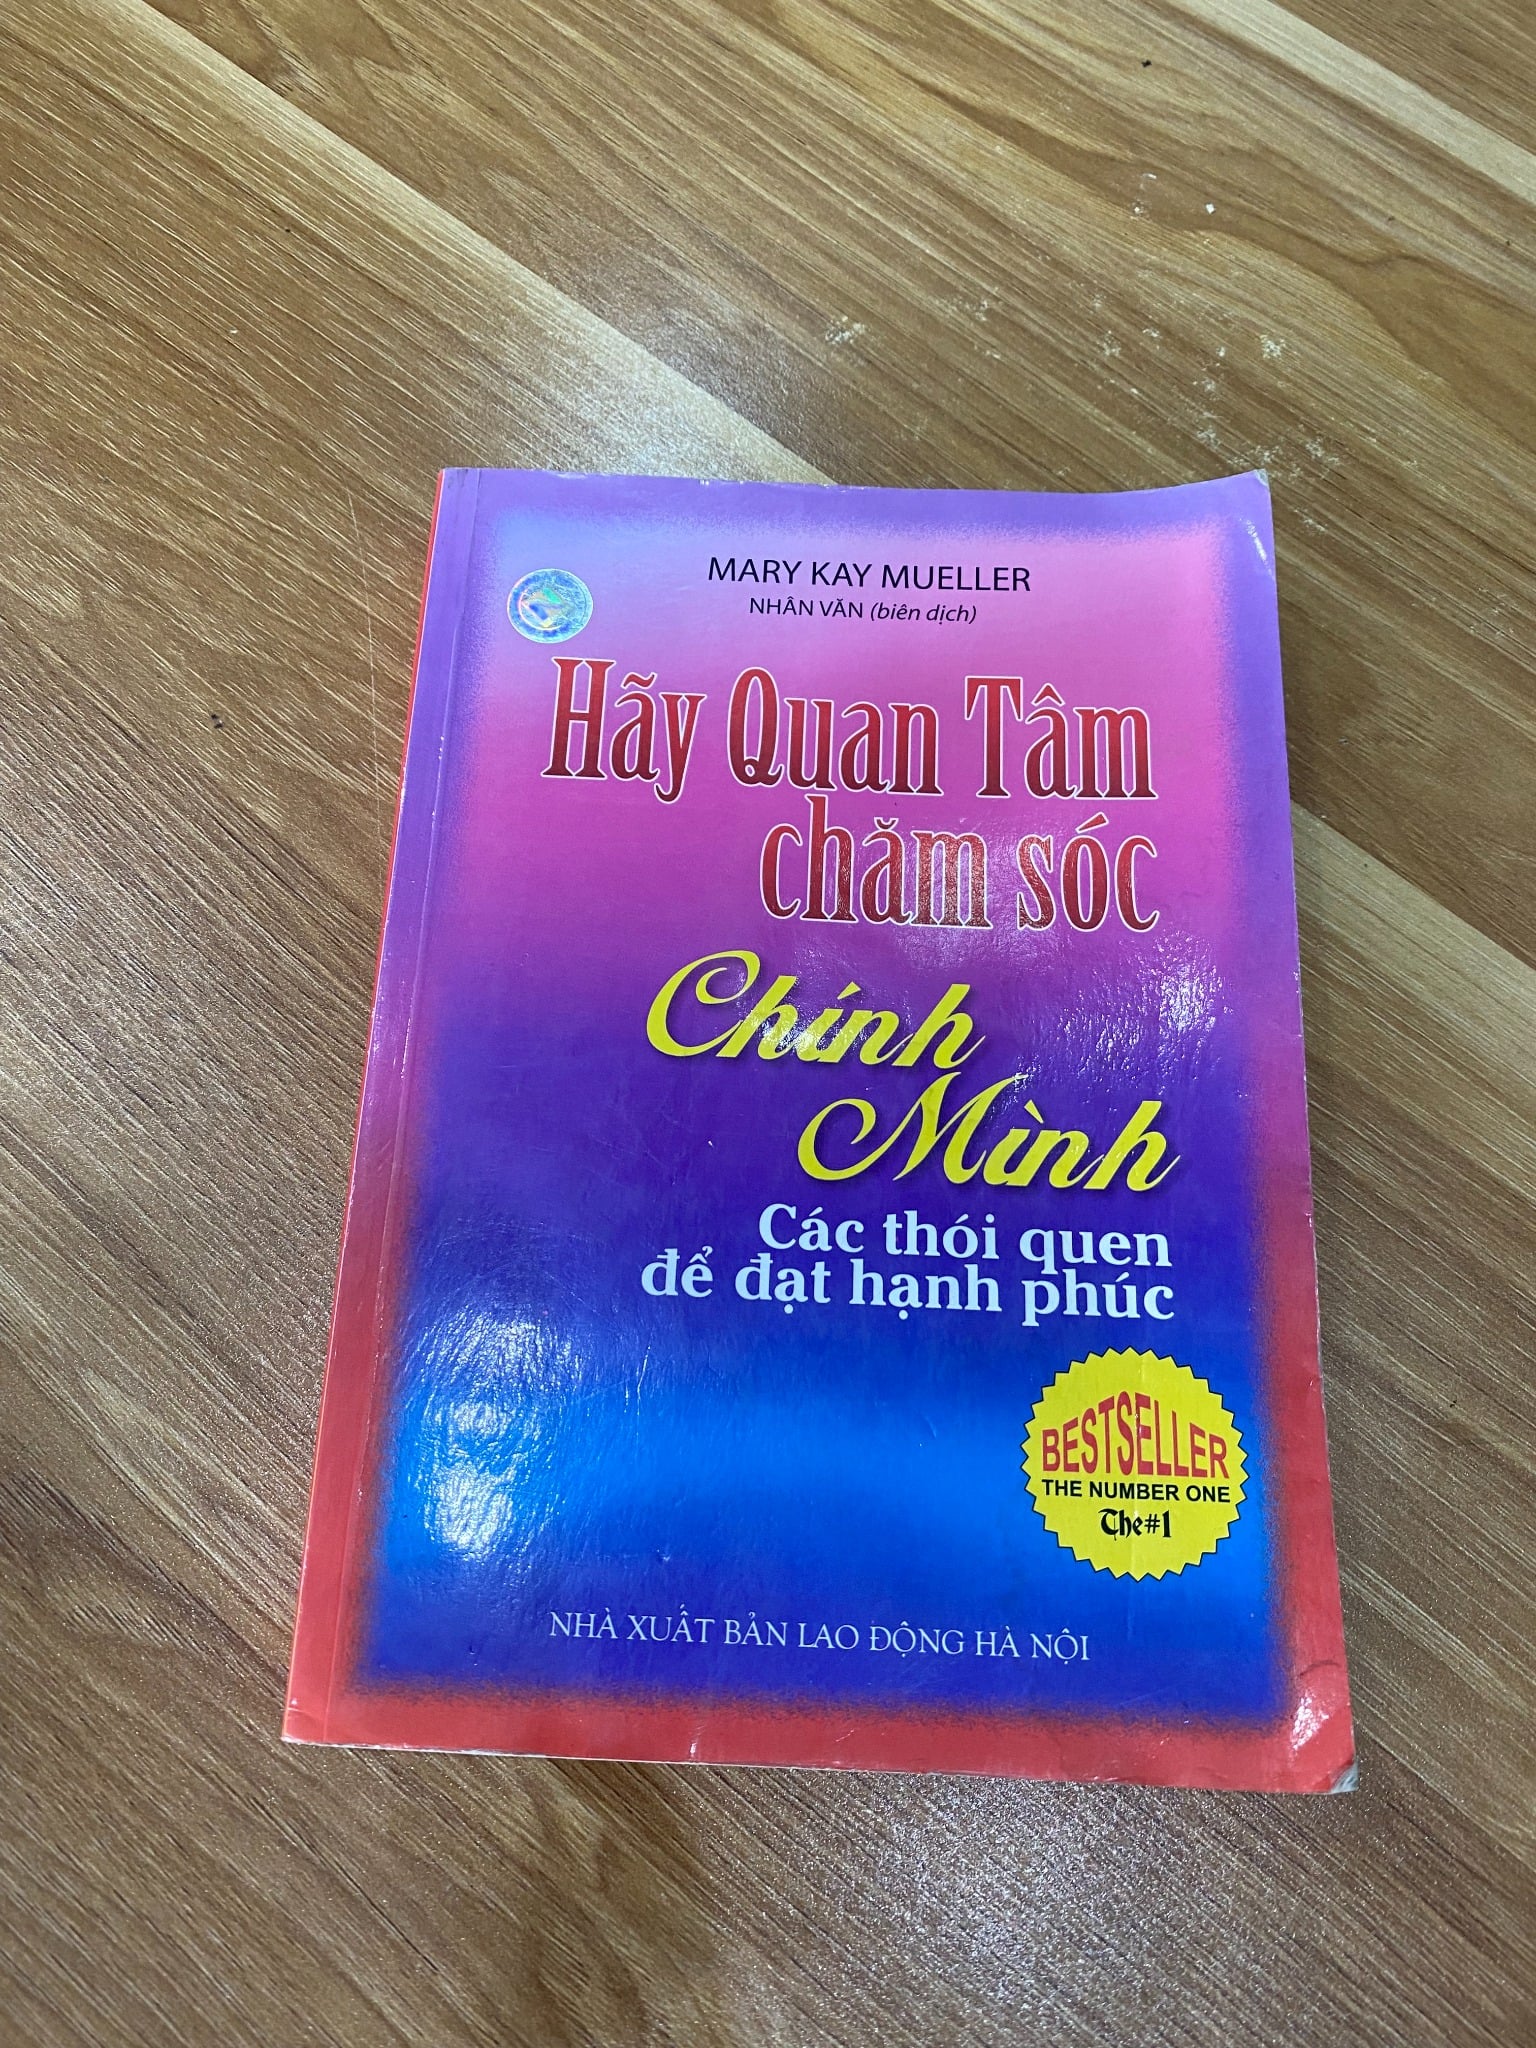 MARY KAY MUELLER
NHÂN VĂN (biên dịch)
Hãy Quan Tâm
chăm sóc
Chính
Mình
Các thói quen
để đạt hạnh phúc
BESTSELLER
THE NUMBER ONE
The#1
NHÀ XUẤT BẢN LAO ĐỘNG HÀ NỘI